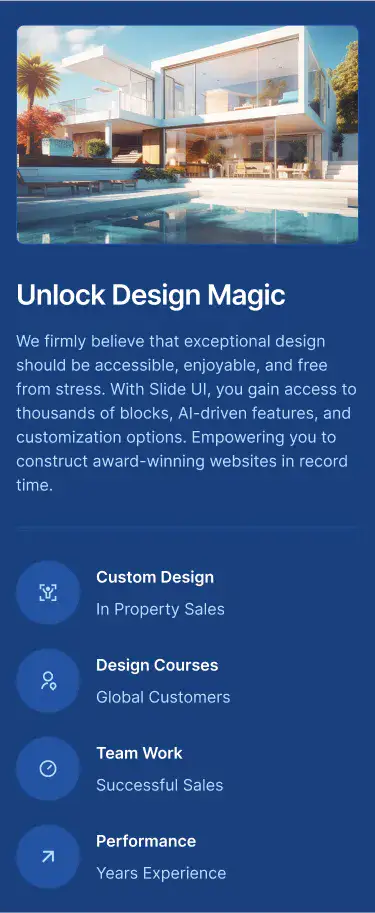 Unlock Design Magic
We firmly believe that exceptional design
should be accessible, enjoyable, and free
from stress. With Slide UI, you gain access to
thousands of blocks, AI-driven features, and
customization options. Empowering you to
construct award-winning websites in record
time.
Custom Design
In Property Sales
Design Courses
Global Customers
Team Work
Successful Sales
Performance
Years Experience